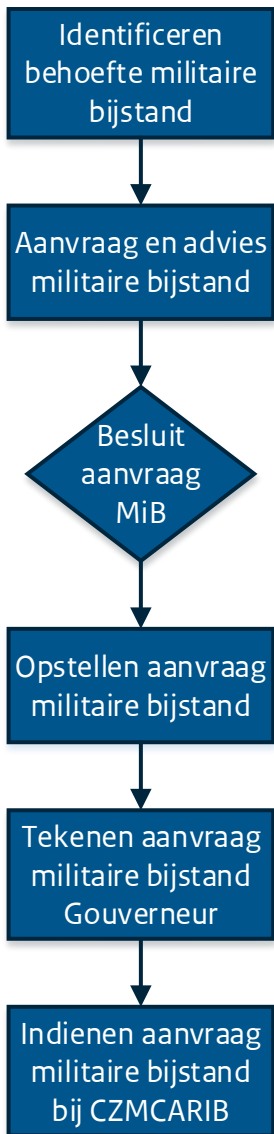 Identificeren
behoefte militaire
bijstand
Aanvraag en advies
militaire bijstand
Besluit
aanvraag
MiB
Opstellen aanvraag
militaire bijstand
Tekenen aanvraag
militaire bijstand
Gouverneur
Indienen aanvraag
militaire bijstand
bij CZMCARIB